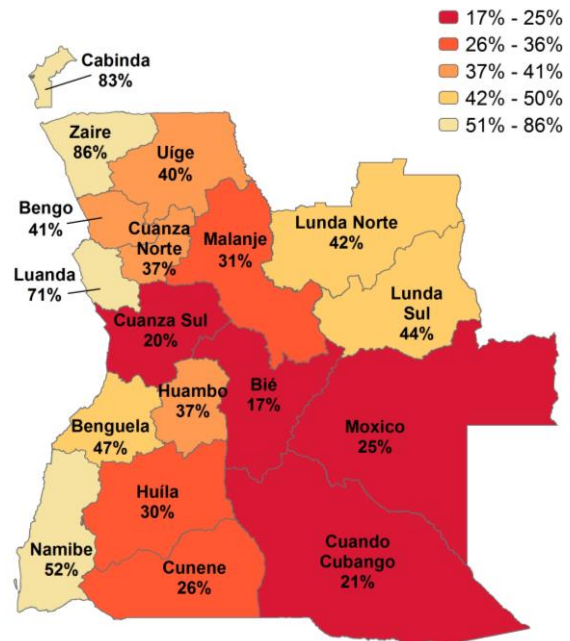 17% - 25%
26% - 36%
37% - 41%
42% - 50%
51% - 86%
Cabinda
83%
Zaire
86%
Uíge
40%
Bengo
41%
Cuanza
Norte
37%
Malanje
31%
Lunda Norte
42%
Luanda
71%
Lunda
Sul
44%
Cuanza Sul
20%
Huambo
37%
Bié
17%
Moxico
25%
Benguela
47%
Huíla
30%
Namibe
52%
Cunene
26%
Cuando
Cubango
21%